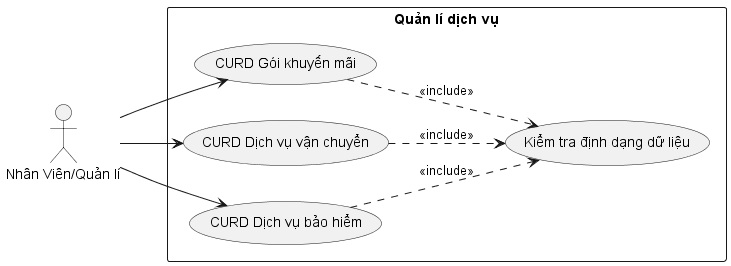 Quản lí dịch vụ
CURD Gói khuyến mãi
«include»
CURD Dịch vụ vận chuyển
«include»
Kiểm tra định dạng dữ liệu
Nhân Viên/Quản lí
«include»
CURD Dịch vụ bảo hiểm